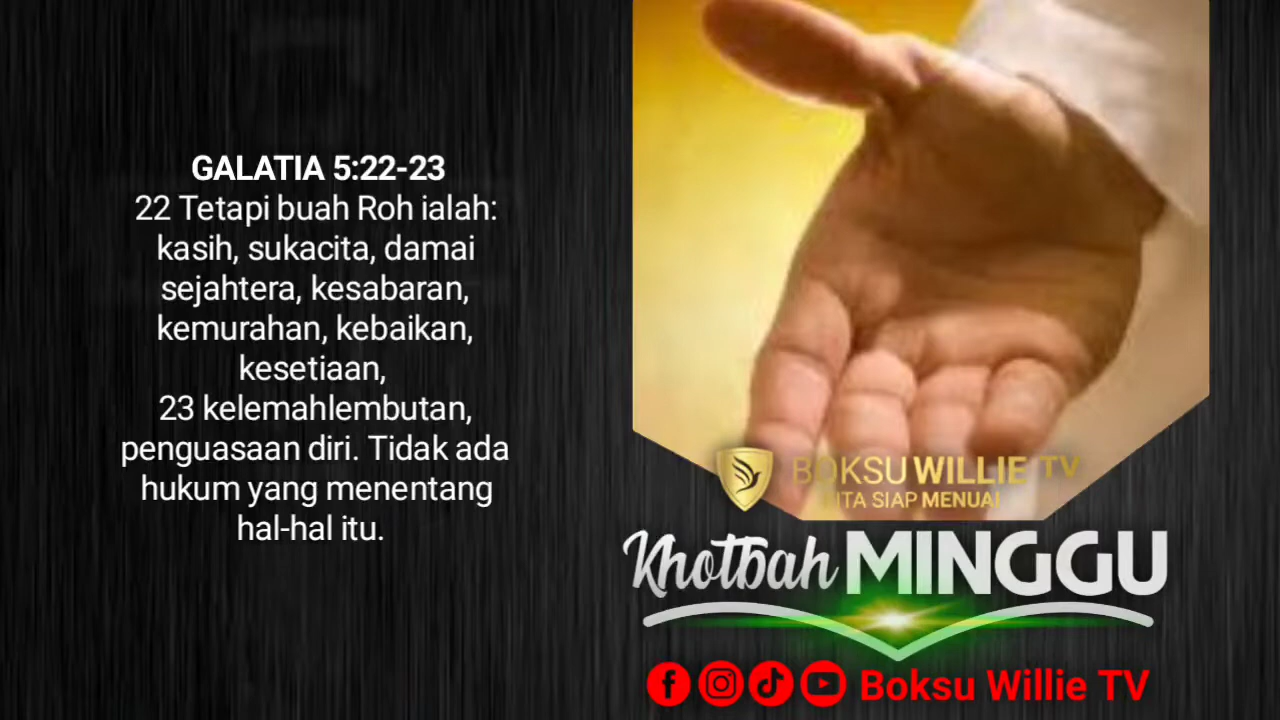 GALATIA 5:22-23
22 Tetapi buah Roh ialah:
kasih, sukacita, damai
sejahtera, kesabaran,
kemurahan, kebaikan,
kesetiaan,
23 kelemahlembutan,
penguasaan diri. Tidak ada
hukum yang menentang
hal-hal itu.
BOKSU WILLIE TV
KITA SIAP MENUAI
Khotbah MINGGU
Boksu Willie TV